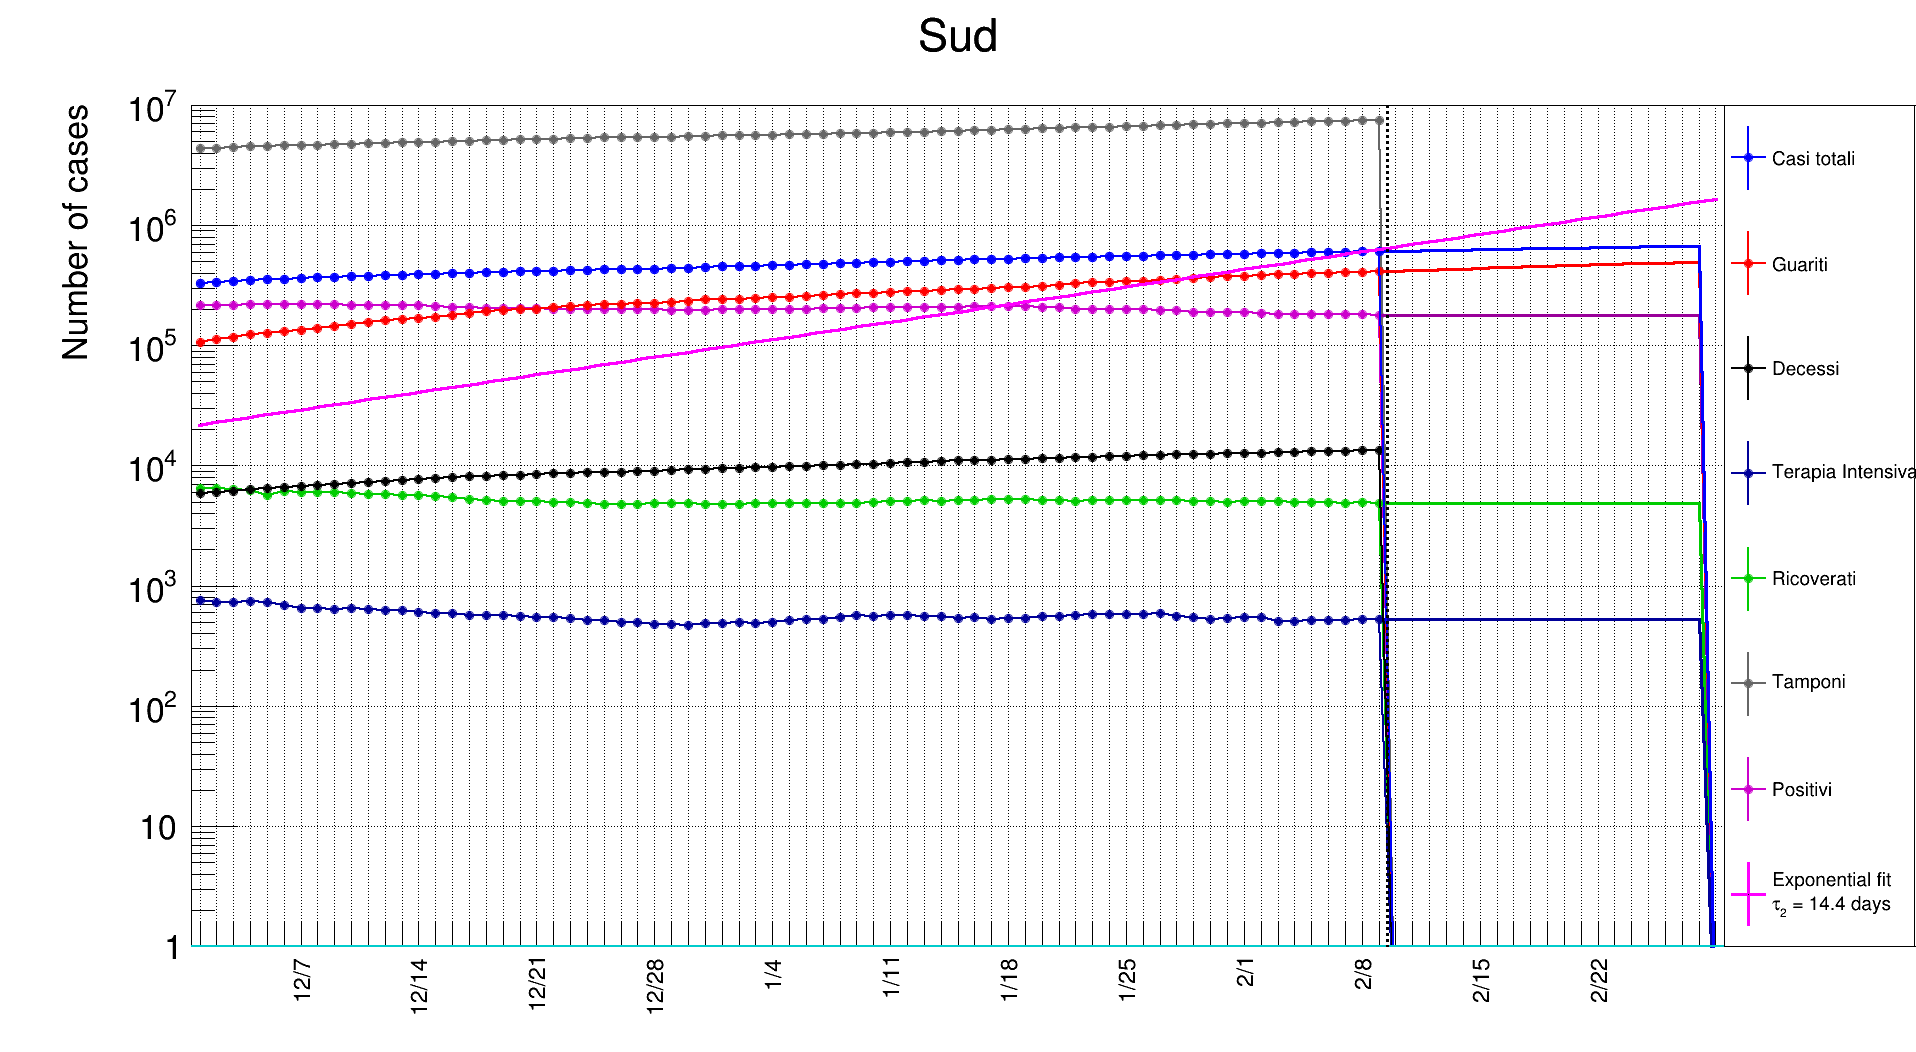 Sud
Number of cases
10^7
10^6
10^5
10^4
10^3
10^2
10
1
12/7
12/14
12/21
12/28
1/4
1/11
1/18
1/25
2/1
2/8
2/15
2/22
Casi totali
Guariti
Decessi
Terapia Intensiva
Ricoverati
Tamponi
Positivi
Exponential fit
τ_2 = 14.4 days